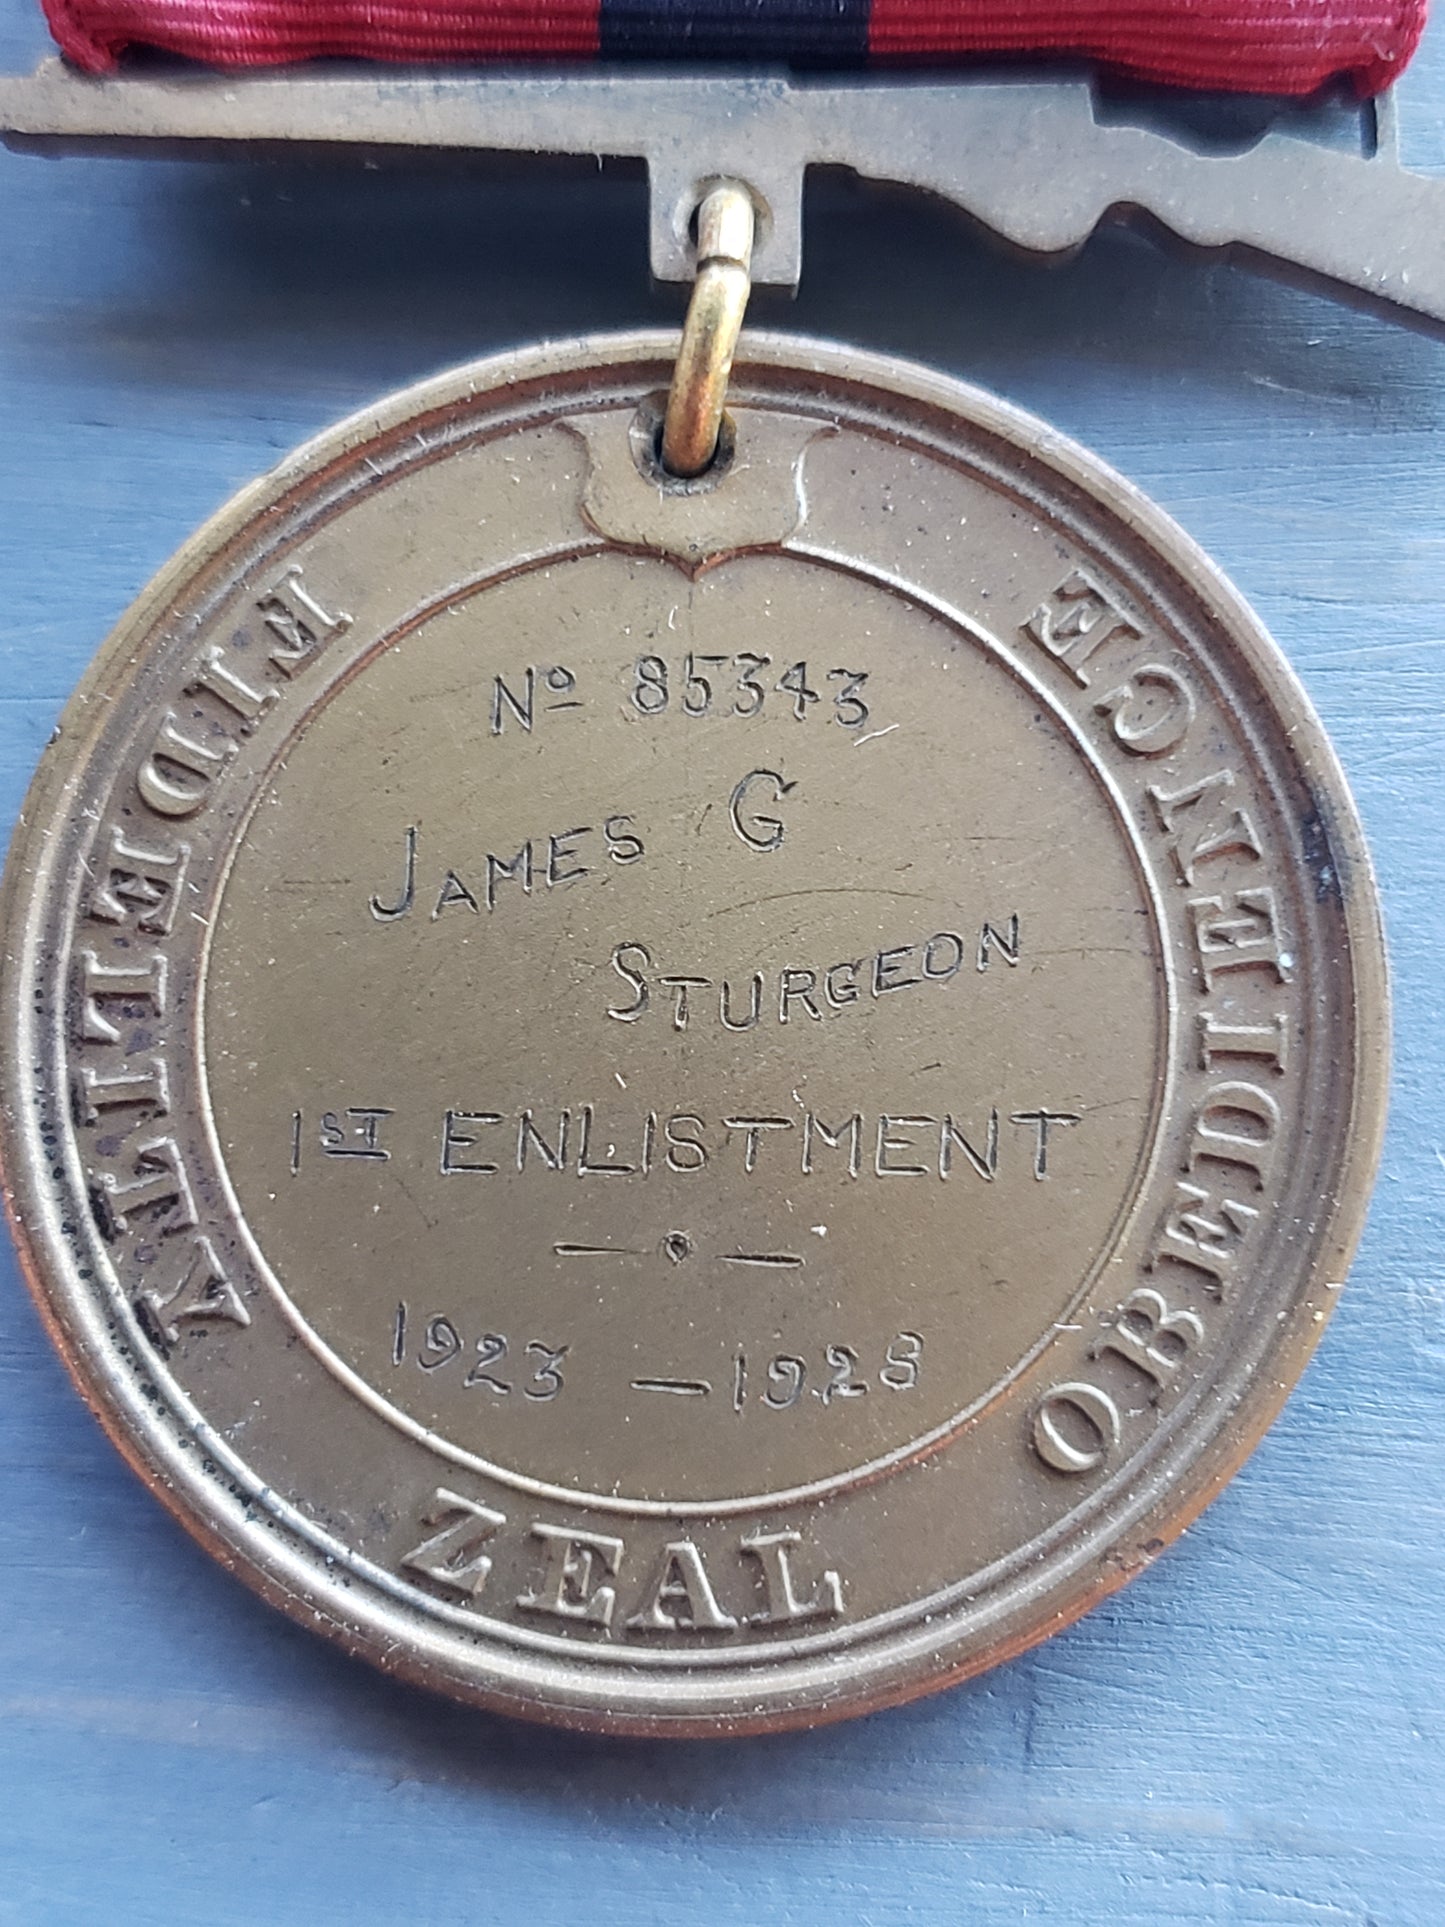 FIDELITY
ZEAL
OBEDIENCE
Nº 85343
JAMES G
STURGEON
1ST ENLISTMENT
1923 — 1928